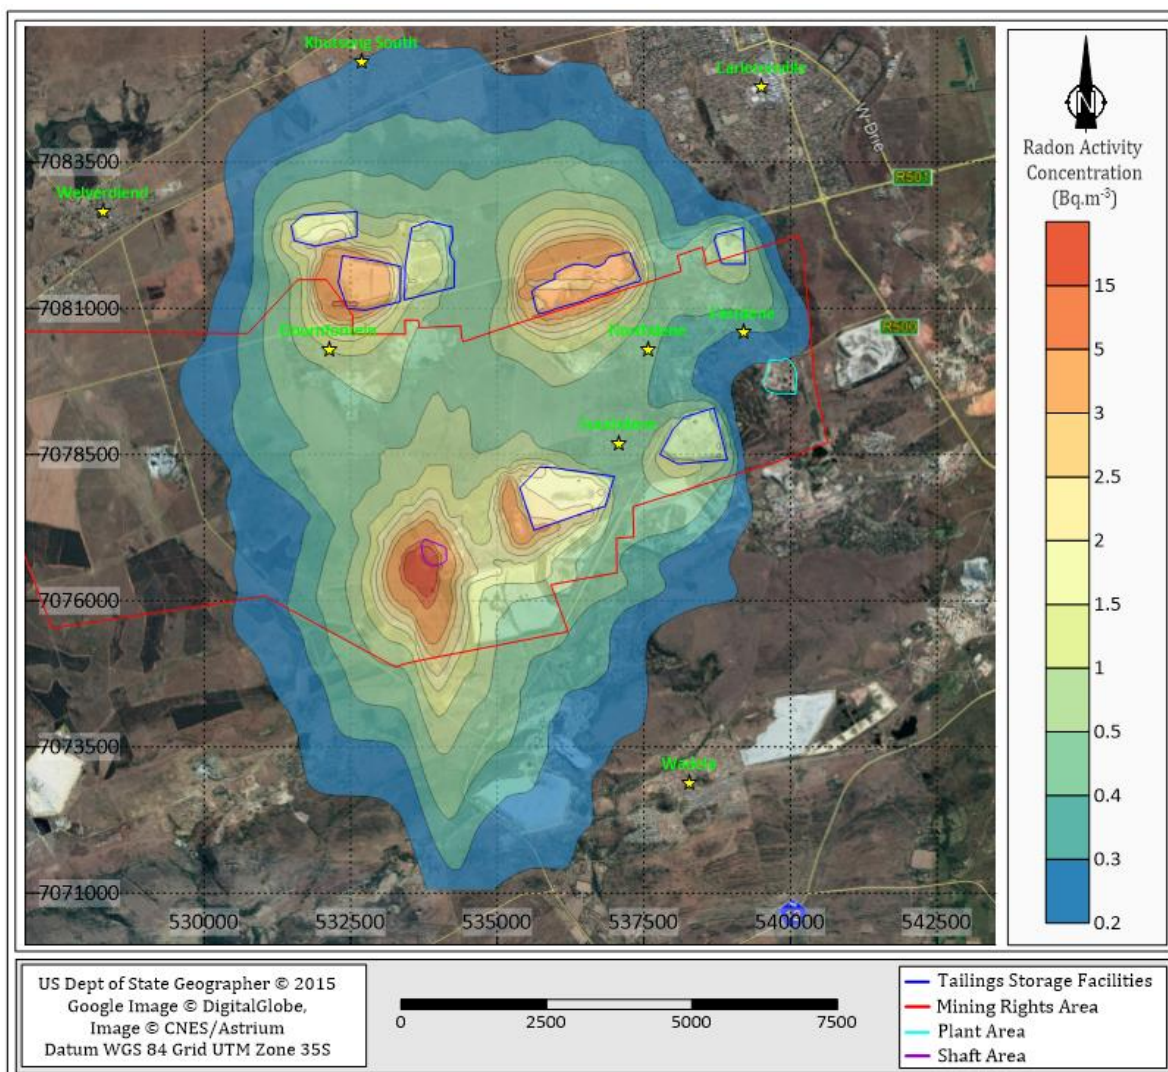 Khutsong South
Carletonville
W-Drie
7083500
R501
Welverdiend
7081000
R500
7078500
7076000
7073500
Wadela
7071000
530000
532500
535000
537500
540000
542500
N
Radon Activity
Concentration
(Bq.m-3)
15
5
3
2.5
2
1.5
1
0.5
0.4
0.3
0.2
US Dept of State Geographer © 2015
Google Image © DigitalGlobe,
Image © CNES/Astrium
Datum WGS 84 Grid UTM Zone 35S
0
2500
5000
7500
Tailings Storage Facilities
Mining Rights Area
Plant Area
Shaft Area